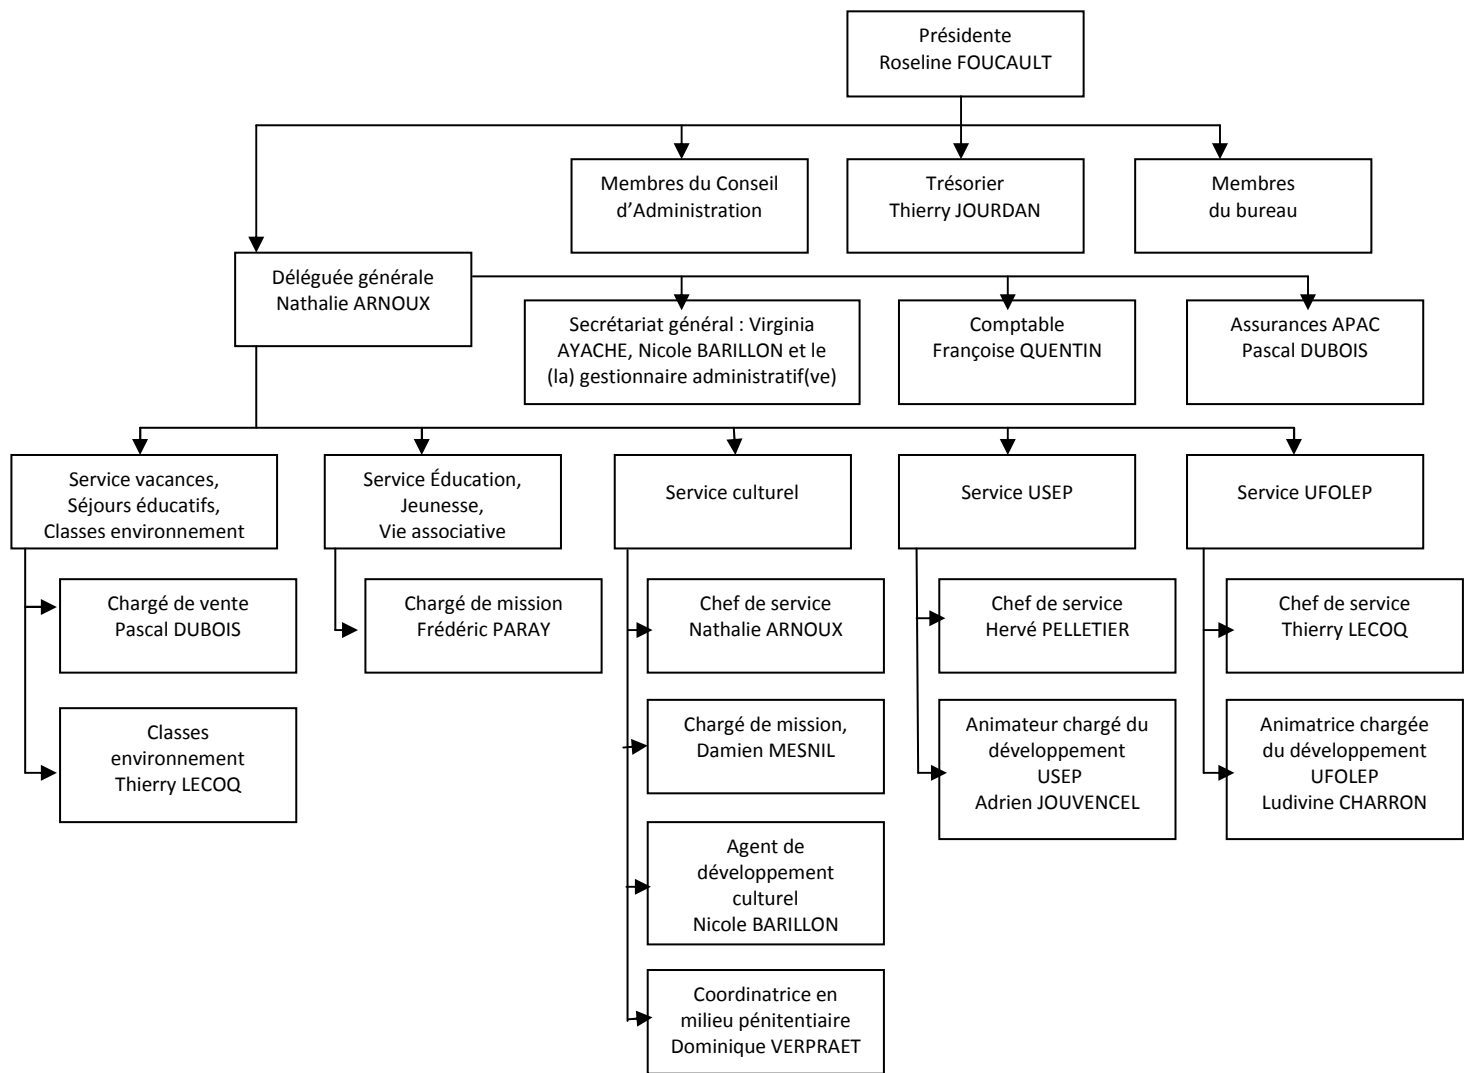 Présidente
Roseline FOUCAULT
Membres du Conseil
d’Administration
Trésorier
Thierry JOURDAN
Membres
du bureau
Déléguée générale
Nathalie ARNOUX
Secrétariat général : Virginia
AYACHE, Nicole BARILLON et le
(la) gestionnaire administratif(ve)
Comptable
Françoise QUENTIN
Assurances APAC
Pascal DUBOIS
Service vacances,
Séjours éducatifs,
Classes environnement
Service Éducation,
Jeunesse,
Vie associative
Service culturel
Service USEP
Service UFOLEP
Chargé de vente
Pascal DUBOIS
Chargé de mission
Frédéric PARAY
Chef de service
Nathalie ARNOUX
Chef de service
Hervé PELLETIER
Chef de service
Thierry LECOQ
Classes
environnement
Thierry LECOQ
Chargé de mission,
Damien MESNIL
Animateur chargé du
développement
USEP
Adrien JOUVENCEL
Animatrice chargée
du développement
UFOLEP
Ludivine CHARRON
Agent de
développement
culturel
Nicole BARILLON
Coordinatrice en
milieu pénitentiaire
Dominique VERPRAET